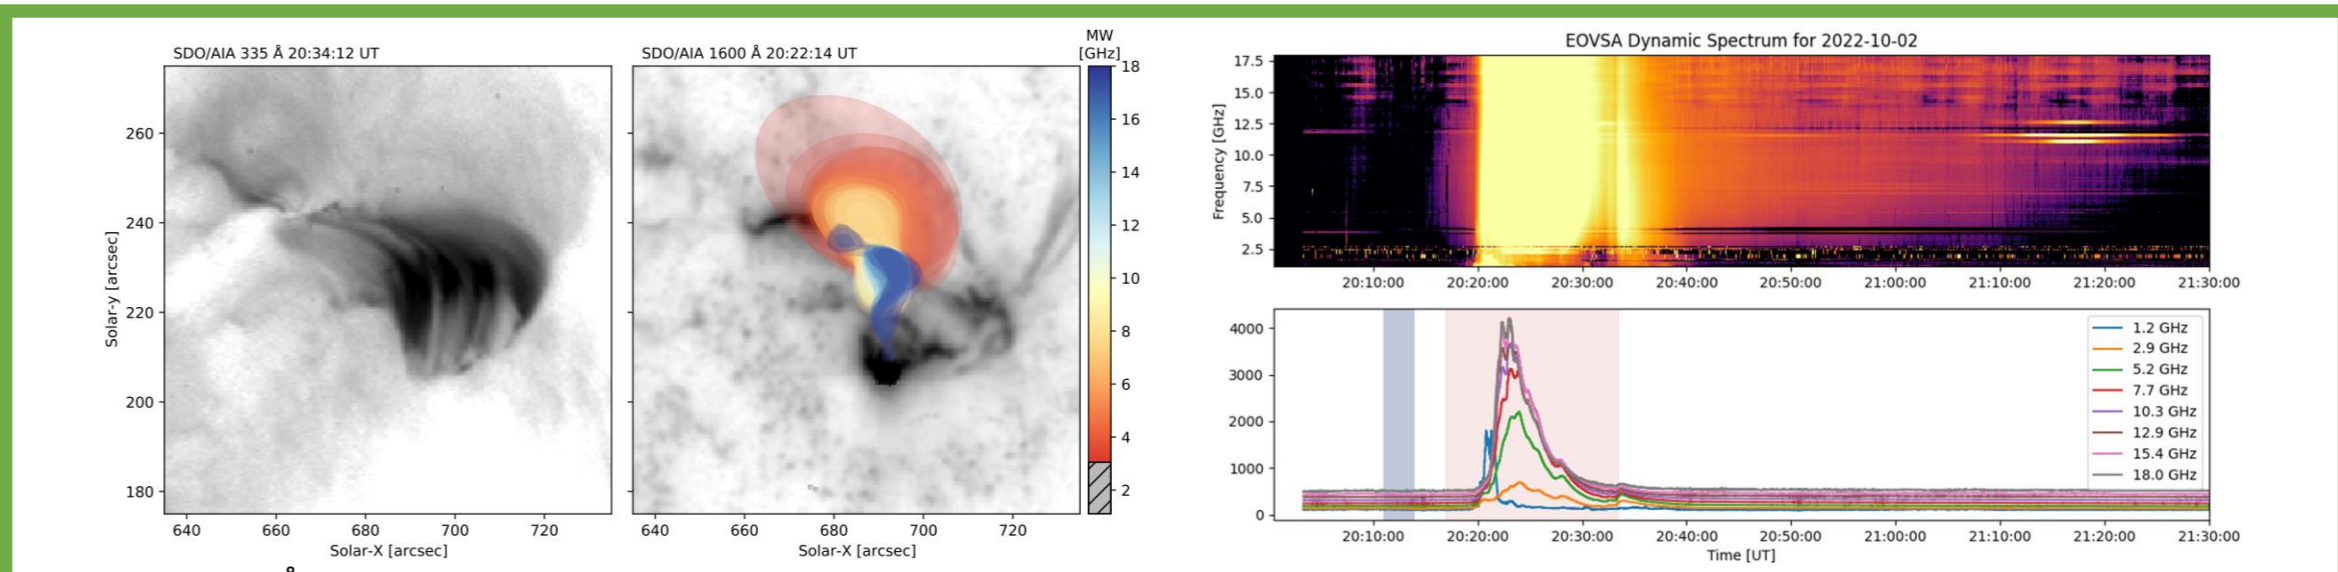 SDO/AIA 335 Å 20:34:12 UT
260
240
220
200
180
Solar-y [arcsec]
640 660 680 700 720
Solar-X [arcsec]
SDO/AIA 1600 Å 20:22:14 UT
640 660 680 700 720
Solar-X [arcsec]
MW
[GHz]
18
16
14
12
10
8
6
4
2
EOVSA Dynamic Spectrum for 2022-10-02
Frequency [GHz]
17.5
15.0
12.5
10.0
7.5
5.0
2.5
20:10:00 20:20:00 20:30:00 20:40:00 20:50:00 21:00:00 21:10:00 21:20:00 21:30:00
4000
3000
2000
1000
0
1.2 GHz
2.9 GHz
5.2 GHz
7.7 GHz
10.3 GHz
12.9 GHz
15.4 GHz
18.0 GHz
20:10:00 20:20:00 20:30:00 20:40:00 20:50:00 21:00:00 21:10:00 21:20:00 21:30:00
Time [UT]